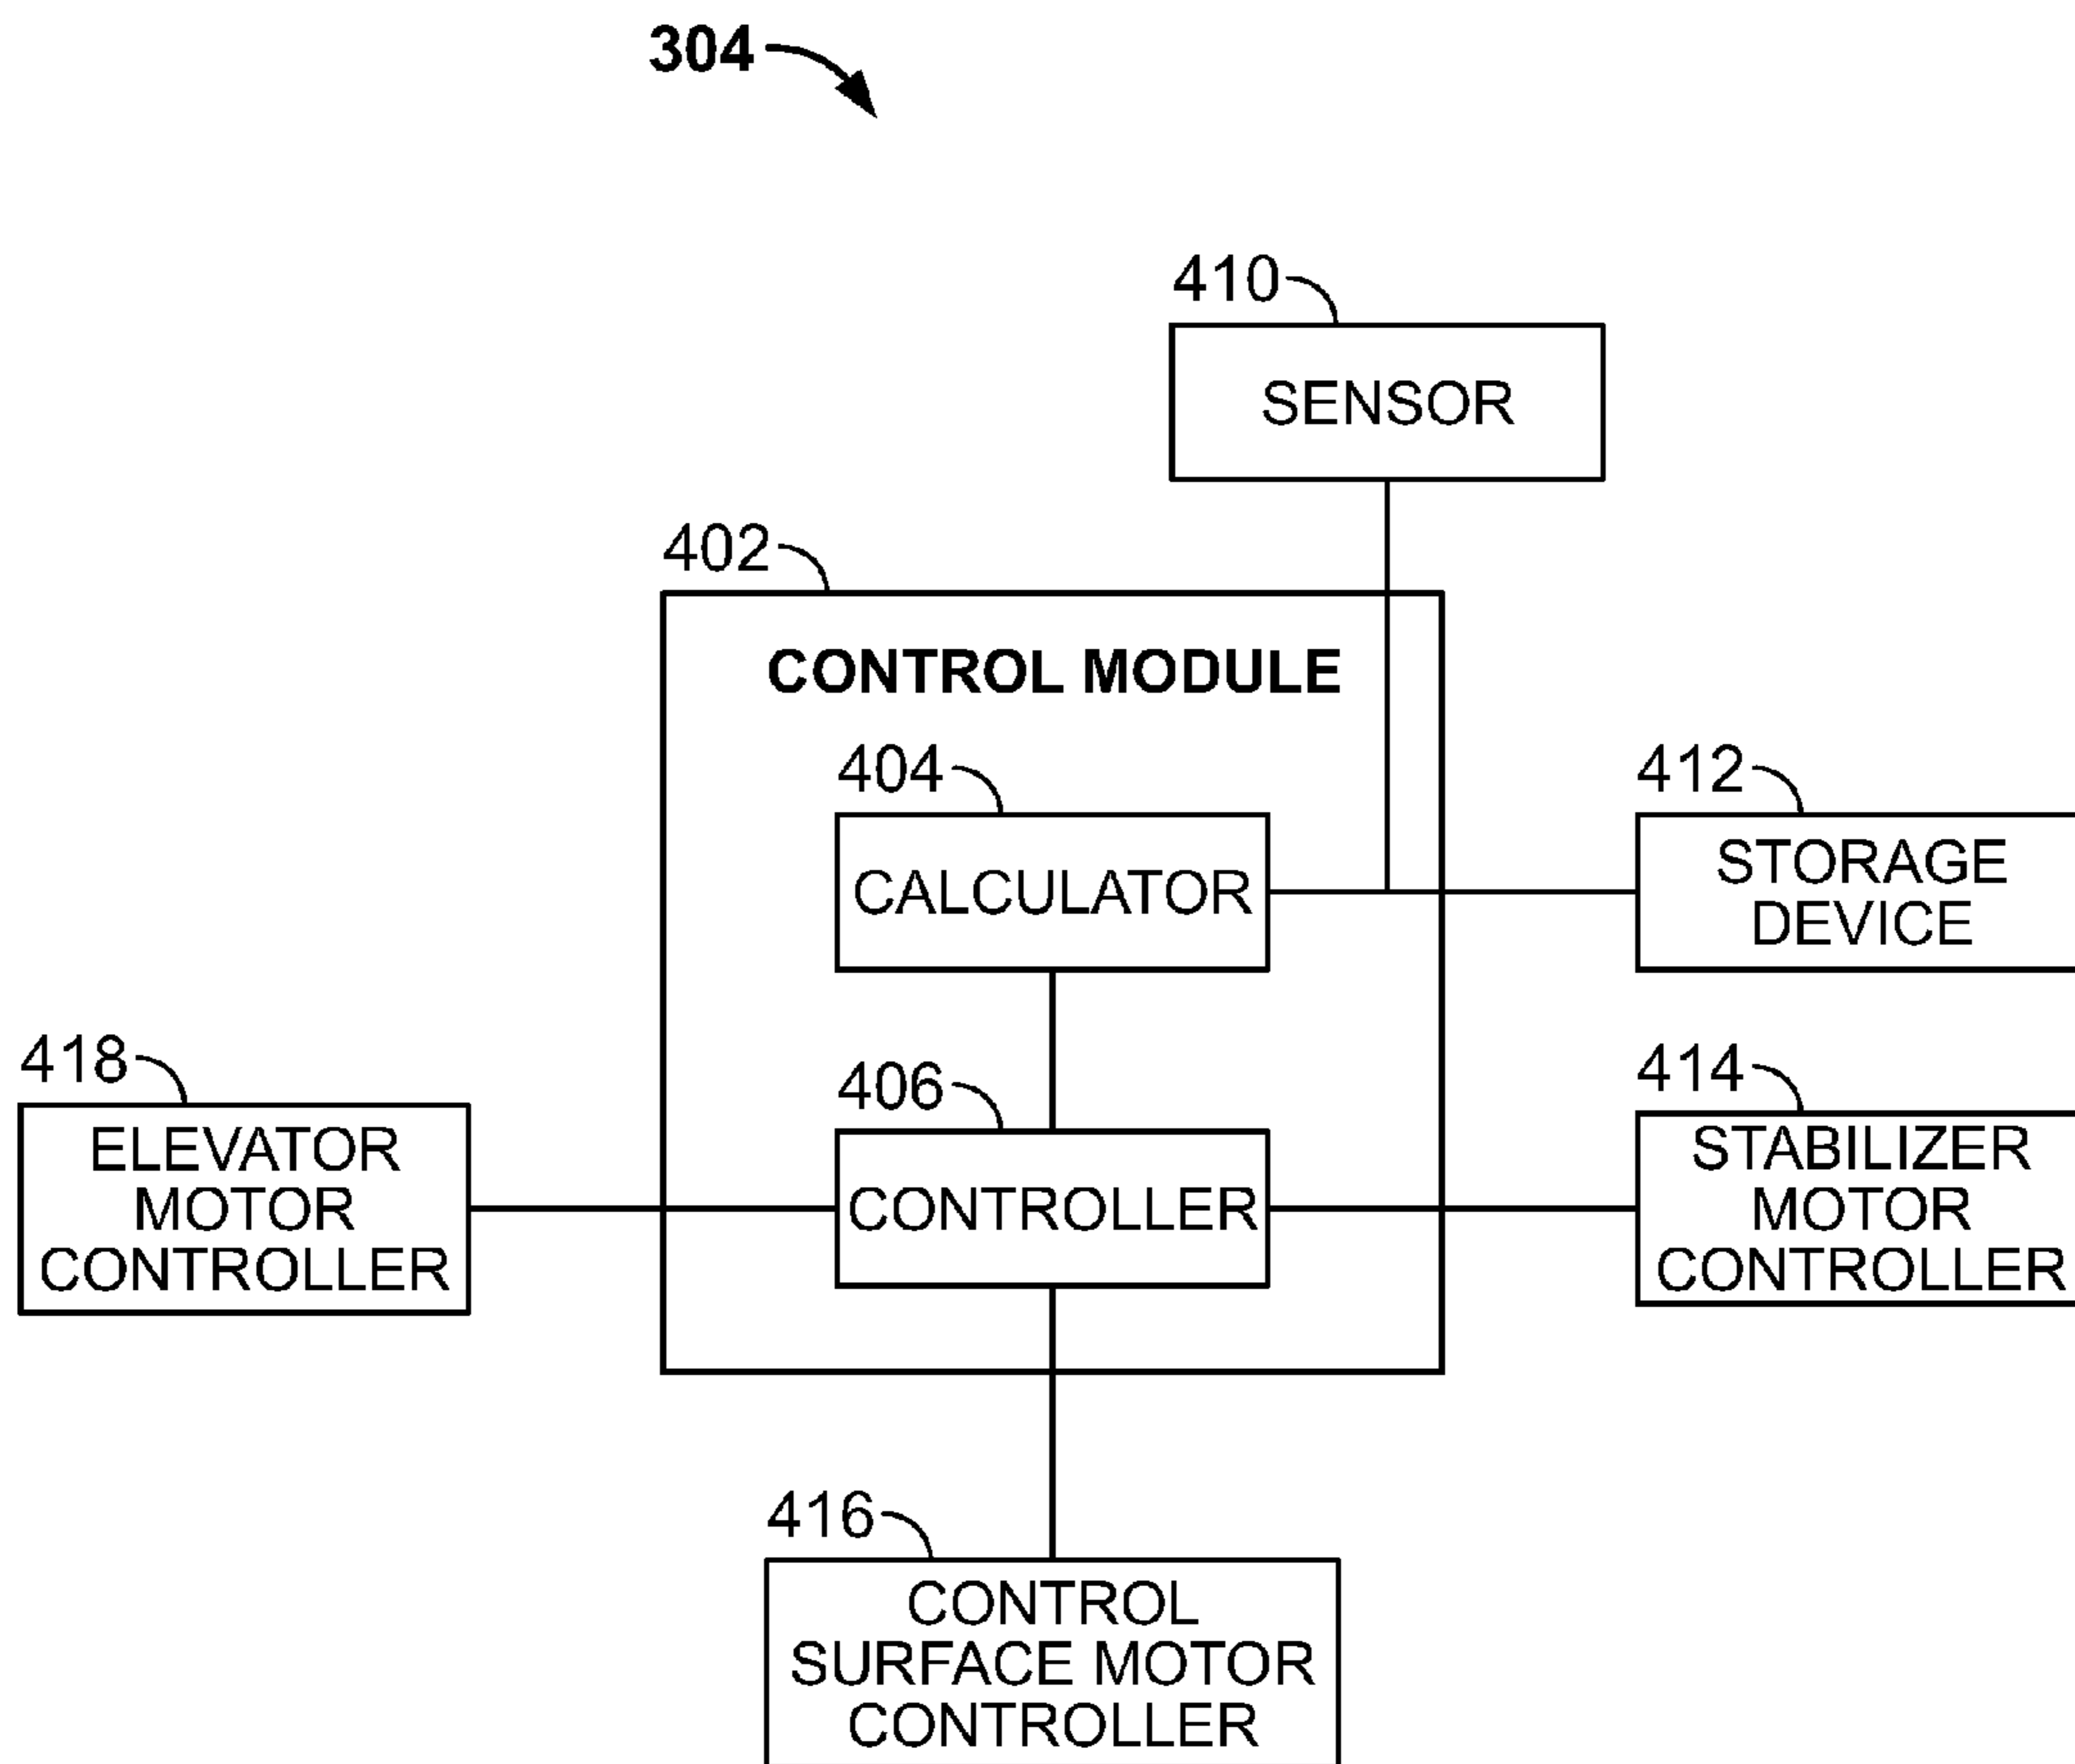 304
410
SENSOR
402
CONTROL MODULE
404
CALCULATOR
412
STORAGE
DEVICE
418
ELEVATOR
MOTOR
CONTROLLER
406
CONTROLLER
414
STABILIZER
MOTOR
CONTROLLER
416
CONTROL
SURFACE MOTOR
CONTROLLER